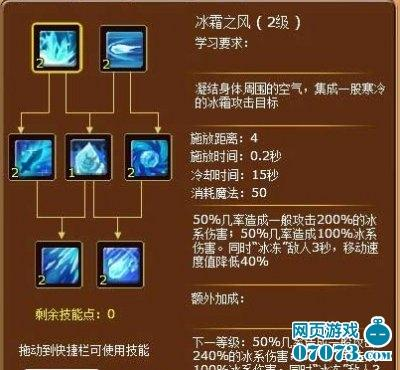 冰霜之风 ( 2级 )
学习要求:
凝结身体周围的空气，集成一股寒冷
的冰霜攻击目标
施放距离: 4
施放时间: 0.2秒
冷却时间: 15秒
消耗魔法: 50
50%几率造成一般攻击200%的冰
系伤害; 50%几率造成100%冰系
伤害。同时“冰冻”敌人3秒，移动速
度值降低40%
额外加成:
下一等级: 50%几
240%的冰系伤害
冰系伤害。同时
2
2
2
1
2
2
2
剩余技能点: 0
拖动到快捷栏可使用技能
网页游戏
07073.com